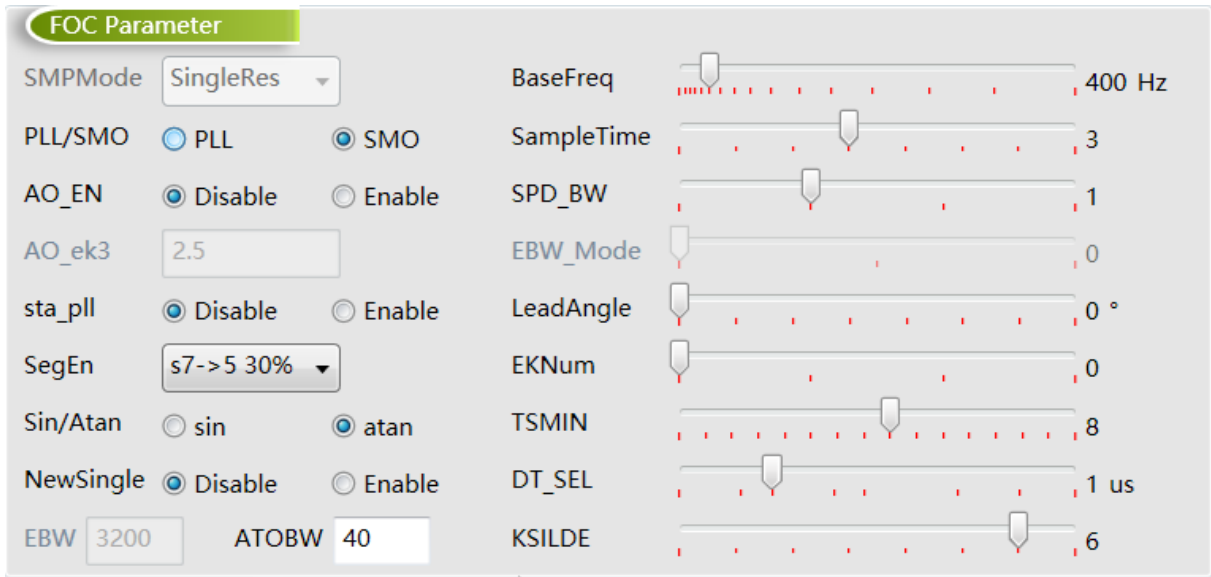 FOC Parameter
SMPMode SingleRes BaseFreq 400 Hz
PLL/SMO PLL SMO SampleTime 3
AO_EN Disable Enable SPD_BW 1
AO_ek3 2.5 EBW_Mode 0
sta_pll Disable Enable LeadAngle 0 °
SegEn s7->5 30% EKNum 0
Sin/Atan sin atan TSMIN 8
NewSingle Disable Enable DT_SEL 1 us
EBW 3200 ATOBW 40 KSILDE 6